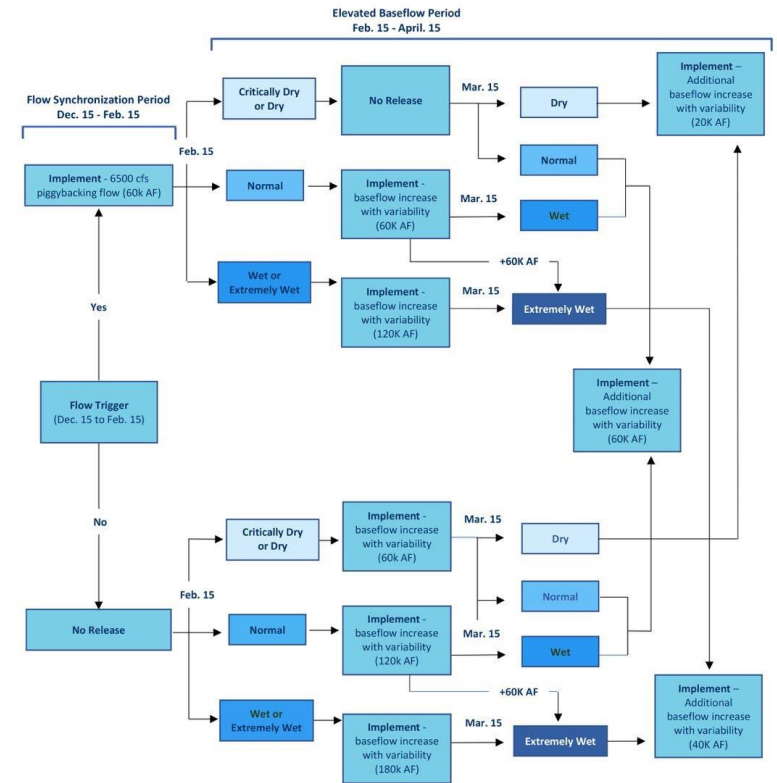 Elevated Baseflow Period
Feb. 15 - April. 15
Flow Synchronization Period
Dec. 15 - Feb. 15
Critically Dry
or Dry
No Release
Mar. 15
Dry
Implement –
Additional
baseflow increase
with variability
(20K AF)
Feb. 15
Implement - 6500 cfs
piggybacking flow (60k AF)
Normal
Implement -
baseflow increase
with variability
(60K AF)
Mar. 15
Normal
Wet
+60K AF
Wet or
Extremely Wet
Implement -
baseflow increase
with variability
(120K AF)
Mar. 15
Extremely Wet
Yes
Flow Trigger
(Dec. 15 to Feb. 15)
Implement –
Additional
baseflow increase
with variability
(60K AF)
No
Critically Dry
or Dry
Implement -
baseflow increase
with variability
(60k AF)
Mar. 15
Dry
Feb. 15
No Release
Normal
Implement -
baseflow increase
with variability
(120k AF)
Normal
Mar. 15
Wet
+60K AF
Wet or
Extremely Wet
Implement -
baseflow increase
with variability
(180k AF)
Mar. 15
Extremely Wet
Implement –
Additional
baseflow increase
with variability
(40K AF)